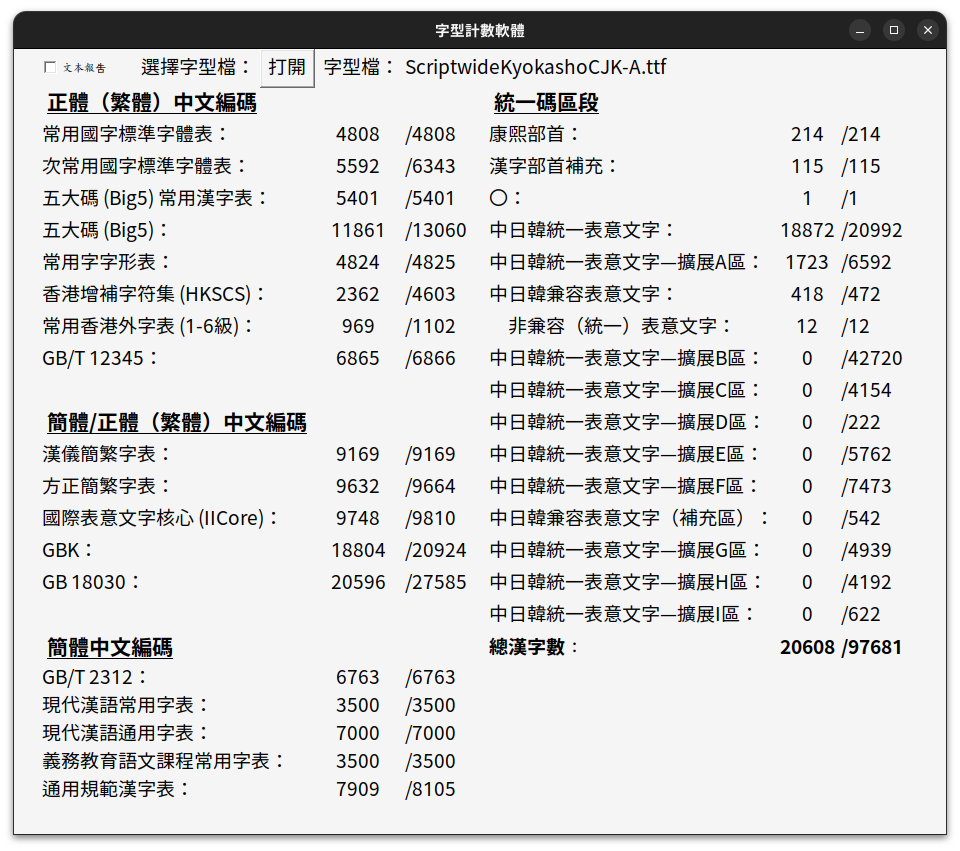 字型計數軟體
文本報告 選擇字型檔： 打開 字型檔： ScriptwideKyokashoCJK-A.ttf
正體（繁體）中文編碼
常用國字標準字體表： 4808 /4808
次常用國字標準字體表： 5592 /6343
五大碼 (Big5) 常用漢字表： 5401 /5401
五大碼 (Big5)： 11861 /13060
常用字字形表： 4824 /4825
香港增補字符集 (HKSCS)： 2362 /4603
常用香港外字表 (1-6級)： 969 /1102
GB/T 12345： 6865 /6866
簡體/正體（繁體）中文編碼
漢儀簡繁字表： 9169 /9169
方正簡繁字表： 9632 /9664
國際表意文字核心 (IICore)： 9748 /9810
GBK： 18804 /20924
GB 18030： 20596 /27585
簡體中文編碼
GB/T 2312： 6763 /6763
現代漢語常用字表： 3500 /3500
現代漢語通用字表： 7000 /7000
義務教育語文課程常用字表： 3500 /3500
通用規範漢字表： 7909 /8105
統一碼區段
康熙部首： 214 /214
漢字部首補充： 115 /115
〇： 1 /1
中日韓統一表意文字： 18872 /20992
中日韓統一表意文字—擴展A區： 1723 /6592
中日韓兼容表意文字： 418 /472
非兼容（統一）表意文字： 12 /12
中日韓統一表意文字—擴展B區： 0 /42720
中日韓統一表意文字—擴展C區： 0 /4154
中日韓統一表意文字—擴展D區： 0 /222
中日韓統一表意文字—擴展E區： 0 /5762
中日韓統一表意文字—擴展F區： 0 /7473
中日韓兼容表意文字（補充區）： 0 /542
中日韓統一表意文字—擴展G區： 0 /4939
中日韓統一表意文字—擴展H區： 0 /4192
中日韓統一表意文字—擴展I區： 0 /622
總漢字數： 20608 /97681